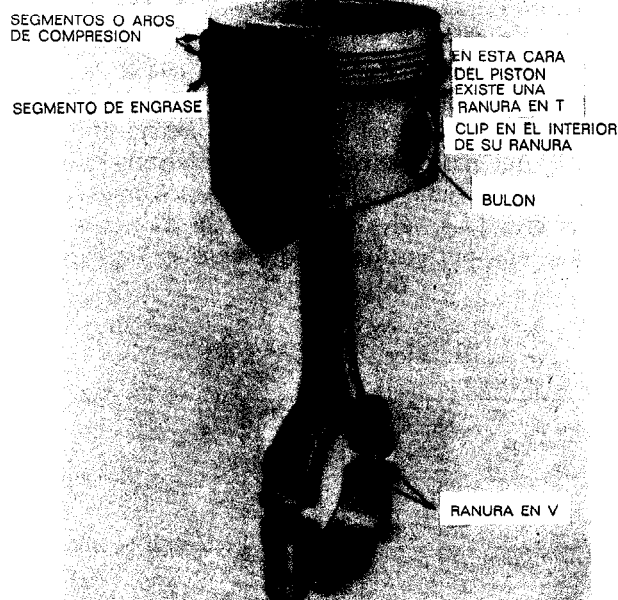 SEGMENTOS O AROS
DE COMPRESION
SEGMENTO DE ENGRASE
EN ESTA CARA
DEL PISTON
EXISTE UNA
RANURA EN T
CLIP EN EL INTERIOR
DE SU RANURA
BULON
RANURA EN V